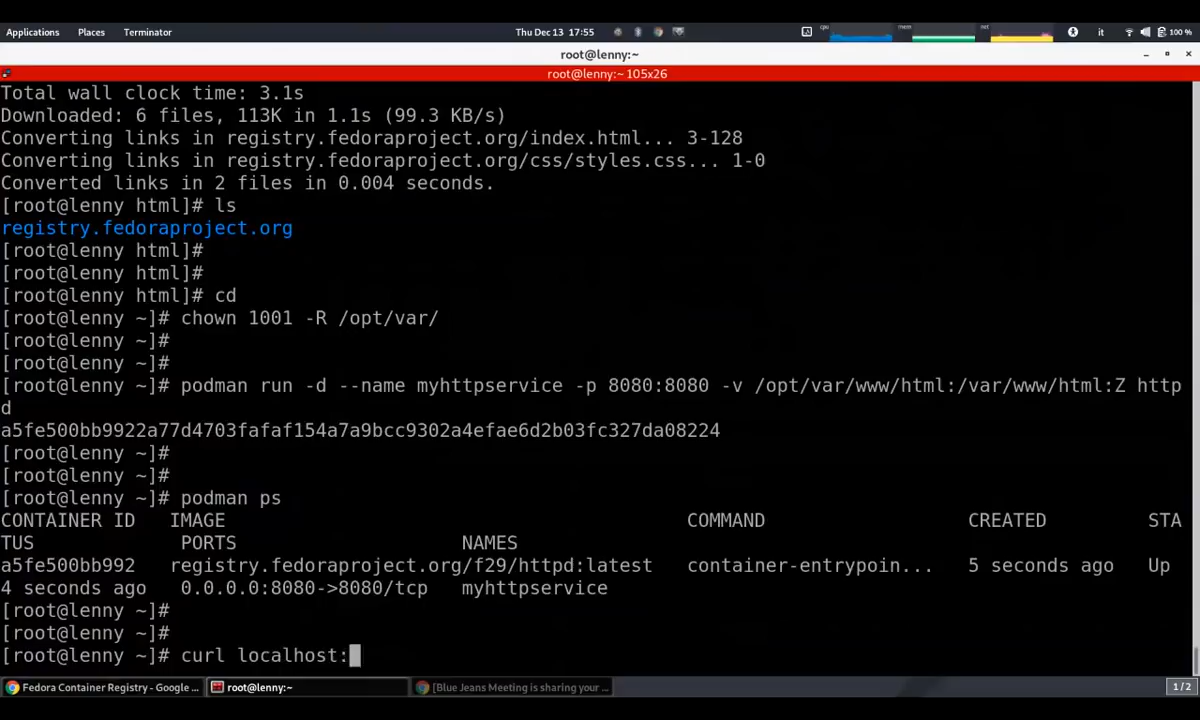 Applications Places Terminator Thu Dec 13 17:55 cpu mem net it 100 %
root@lenny:~
root@lenny:~ 105x26
Total wall clock time: 3.1s
Downloaded: 6 files, 113K in 1.1s (99.3 KB/s)
Converting links in registry.fedoraproject.org/index.html... 3-128
Converting links in registry.fedoraproject.org/css/styles.css... 1-0
Converted links in 2 files in 0.004 seconds.
[root@lenny html]# ls
registry.fedoraproject.org
[root@lenny html]#
[root@lenny html]#
[root@lenny html]# cd
[root@lenny ~]# chown 1001 -R /opt/var/
[root@lenny ~]#
[root@lenny ~]#
[root@lenny ~]# podman run -d --name myhttpservice -p 8080:8080 -v /opt/var/www/html:/var/www/html:Z http
d
a5fe500bb9922a77d4703fafaf154a7a9bcc9302a4efae6d2b03fc327da08224
[root@lenny ~]#
[root@lenny ~]#
[root@lenny ~]# podman ps
CONTAINER ID IMAGE COMMAND CREATED STA
TUS PORTS NAMES
a5fe500bb992 registry.fedoraproject.org/f29/httpd:latest container-entrypoin... 5 seconds ago Up
4 seconds ago 0.0.0.0:8080->8080/tcp myhttpservice
[root@lenny ~]#
[root@lenny ~]#
[root@lenny ~]# curl localhost:
Fedora Container Registry - Google ... root@lenny:~ [Blue Jeans Meeting is sharing your ... 1/2